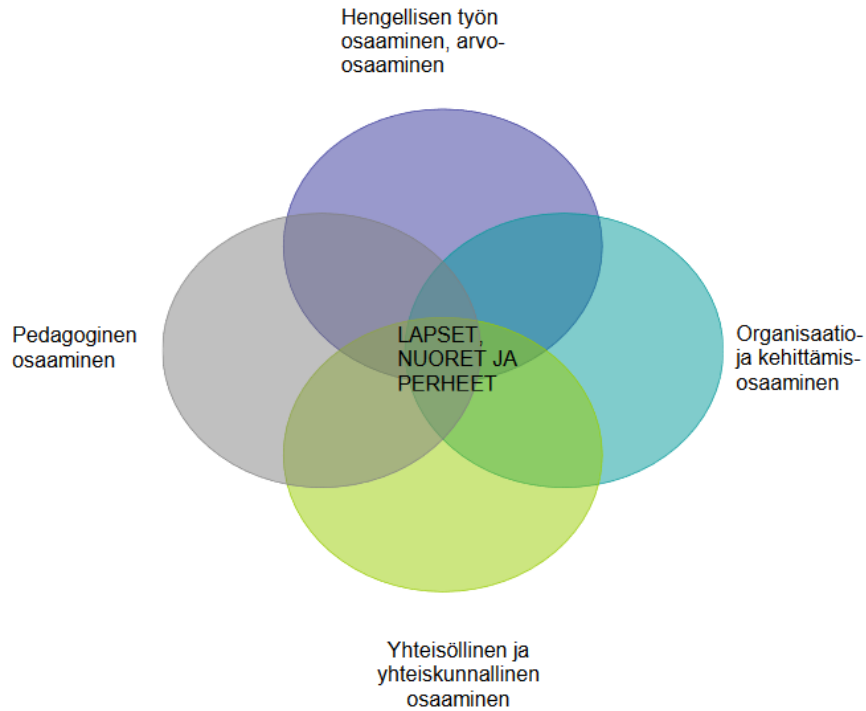 Hengellisen työn
osaaminen, arvo-
osaaminen
Pedagoginen
osaaminen
LAPSET,
NUORET JA
PERHEET
Organisaatio-
ja kehittämis-
osaaminen
Yhteisöllinen ja
yhteiskunnallinen
osaaminen